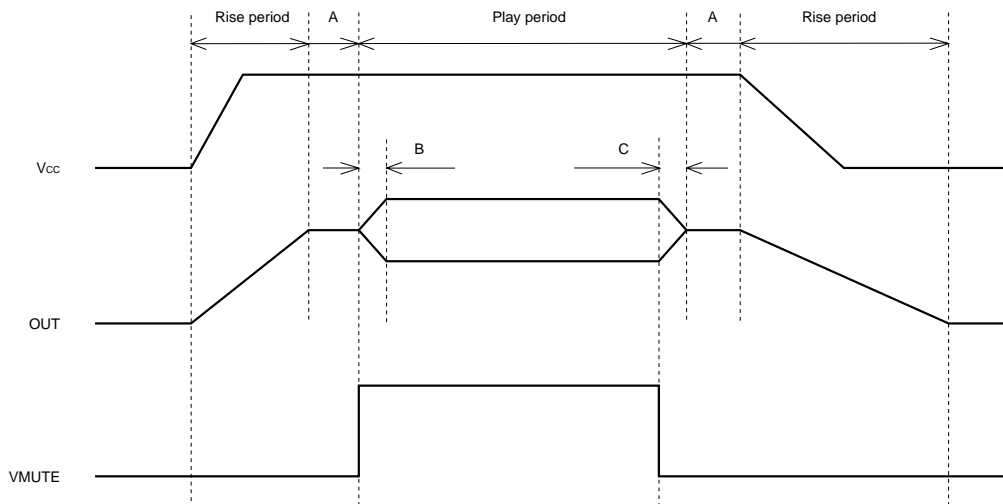 Rise period
A
Play period
A
Rise period
B
C
Vcc
OUT
VMUTE